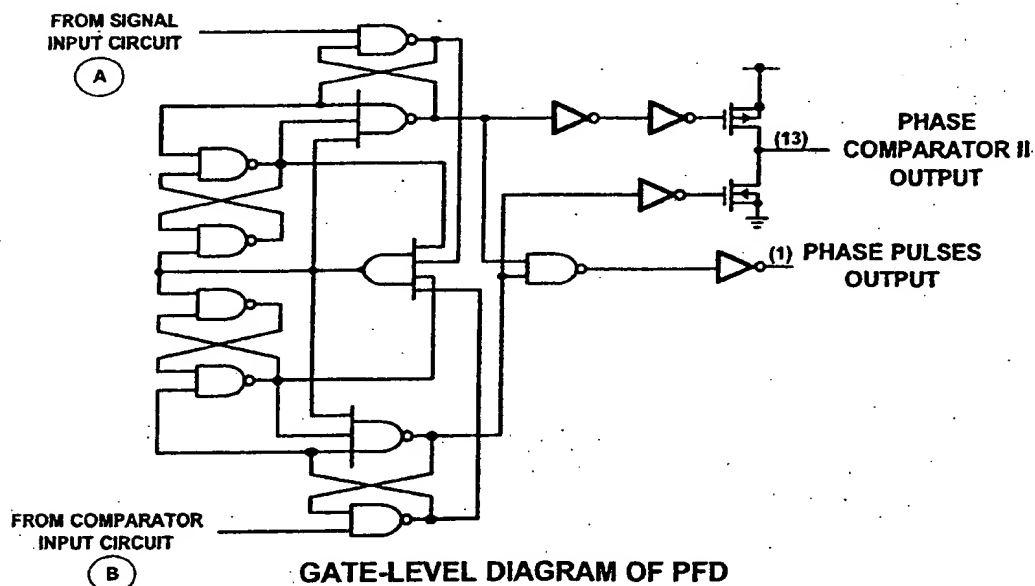 FROM SIGNAL
INPUT CIRCUIT
A
(13)
PHASE
COMPARATOR II
OUTPUT
(1)
PHASE PULSES
OUTPUT
FROM COMPARATOR
INPUT CIRCUIT
B
GATE-LEVEL DIAGRAM OF PFD